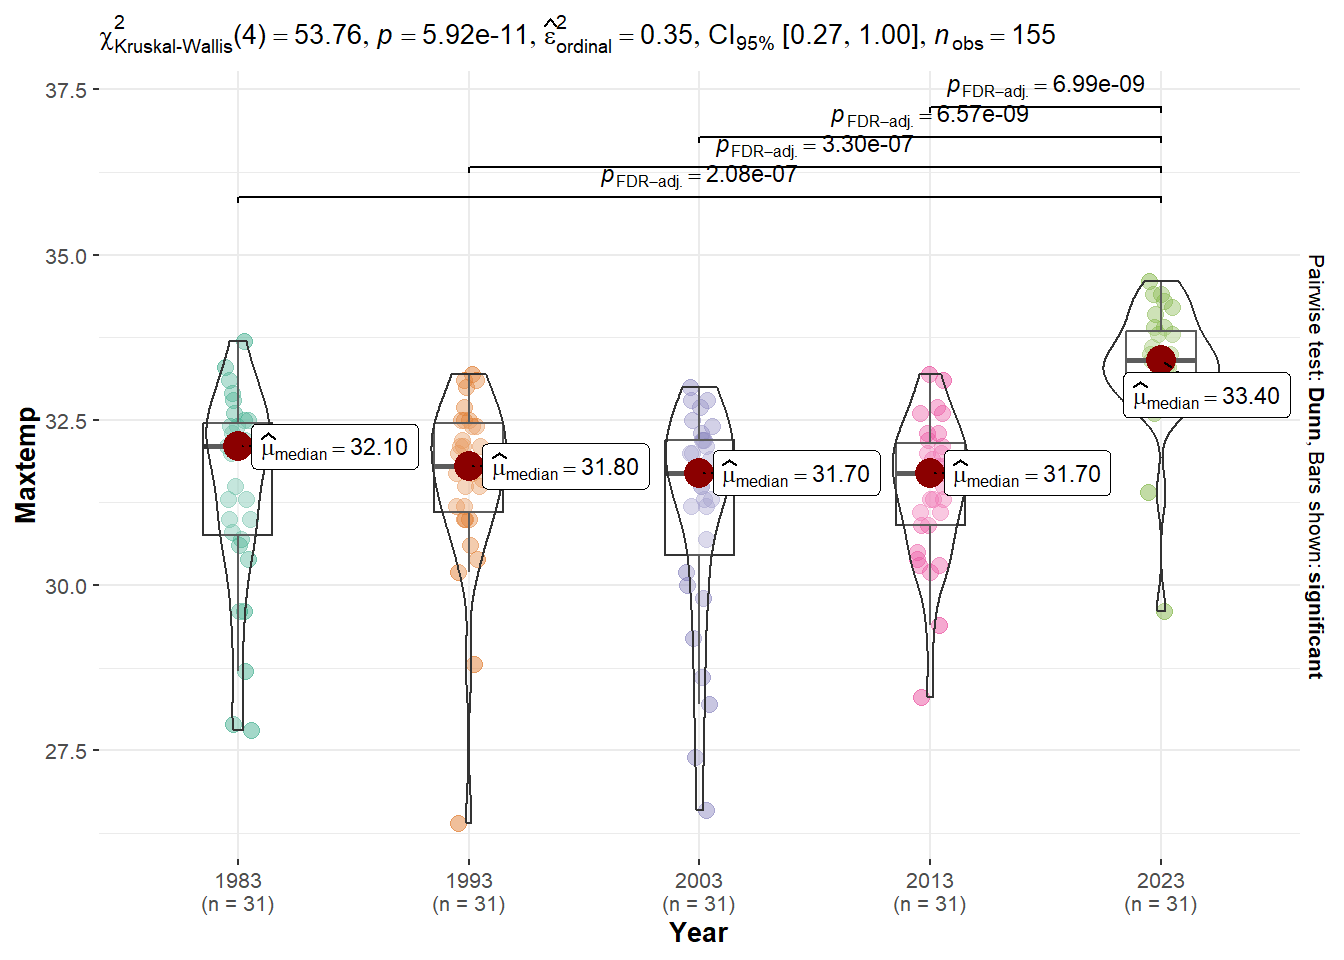 χ²Kruskal-Wallis(4) = 53.76, p = 5.92e-11, ε̂²ordinal = 0.35, CI95% [0.27, 1.00], nobs = 155
37.5
35.0
32.5
30.0
27.5
Maxtemp
pFDR–adj. = 6.99e-09
pFDR–adj. = 6.57e-09
pFDR–adj. = 3.30e-07
pFDR–adj. = 2.08e-07
μ̂median = 32.10
μ̂median = 31.80
μ̂median = 31.70
μ̂median = 31.70
μ̂median = 33.40
Pairwise test: Dunn, Bars shown: significant
1983
(n = 31)
1993
(n = 31)
2003
(n = 31)
2013
(n = 31)
2023
(n = 31)
Year